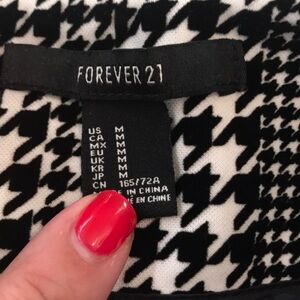 FOREVER 21
US M
CA M
MX M
EU M
UK M
KR M
JP M
CN 165/72A
IN CHINA
EN CHINE